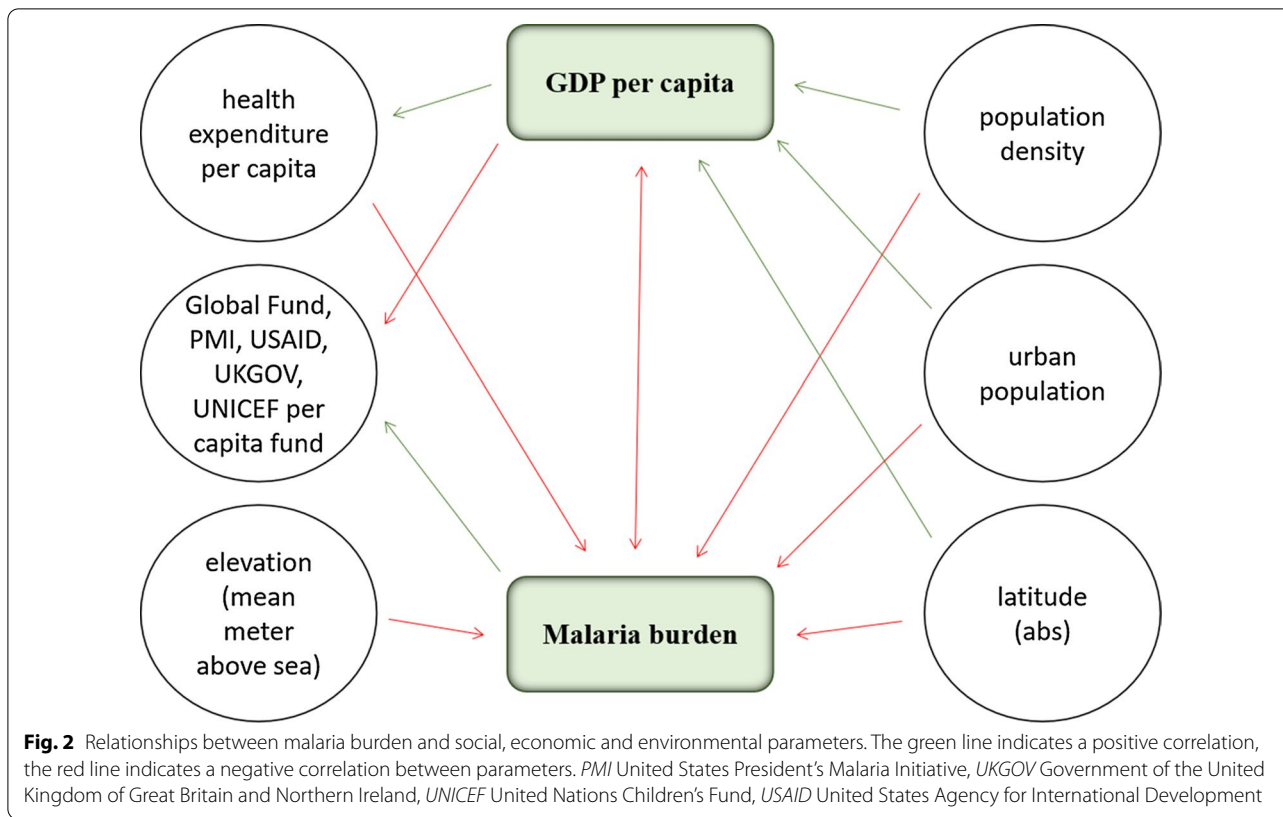 health
expenditure
per capita
GDP per capita
population
density
Global Fund,
PMI, USAID,
UKGOV,
UNICEF per
capita fund
urban
population
elevation
(mean
meter
above sea)
Malaria burden
latitude
(abs)
Fig. 2 Relationships between malaria burden and social, economic and environmental parameters. The green line indicates a positive correlation,
the red line indicates a negative correlation between parameters. PMI United States President's Malaria Initiative, UKGOV Government of the United
Kingdom of Great Britain and Northern Ireland, UNICEF United Nations Children's Fund, USAID United States Agency for International Development